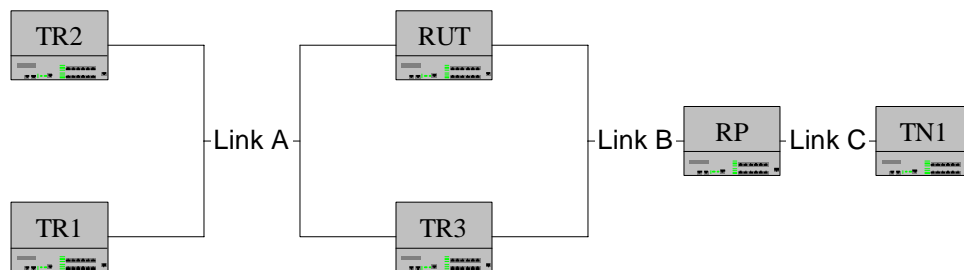 TR2
RUT
Link A
Link B
RP
Link C
TN1
TR1
TR3